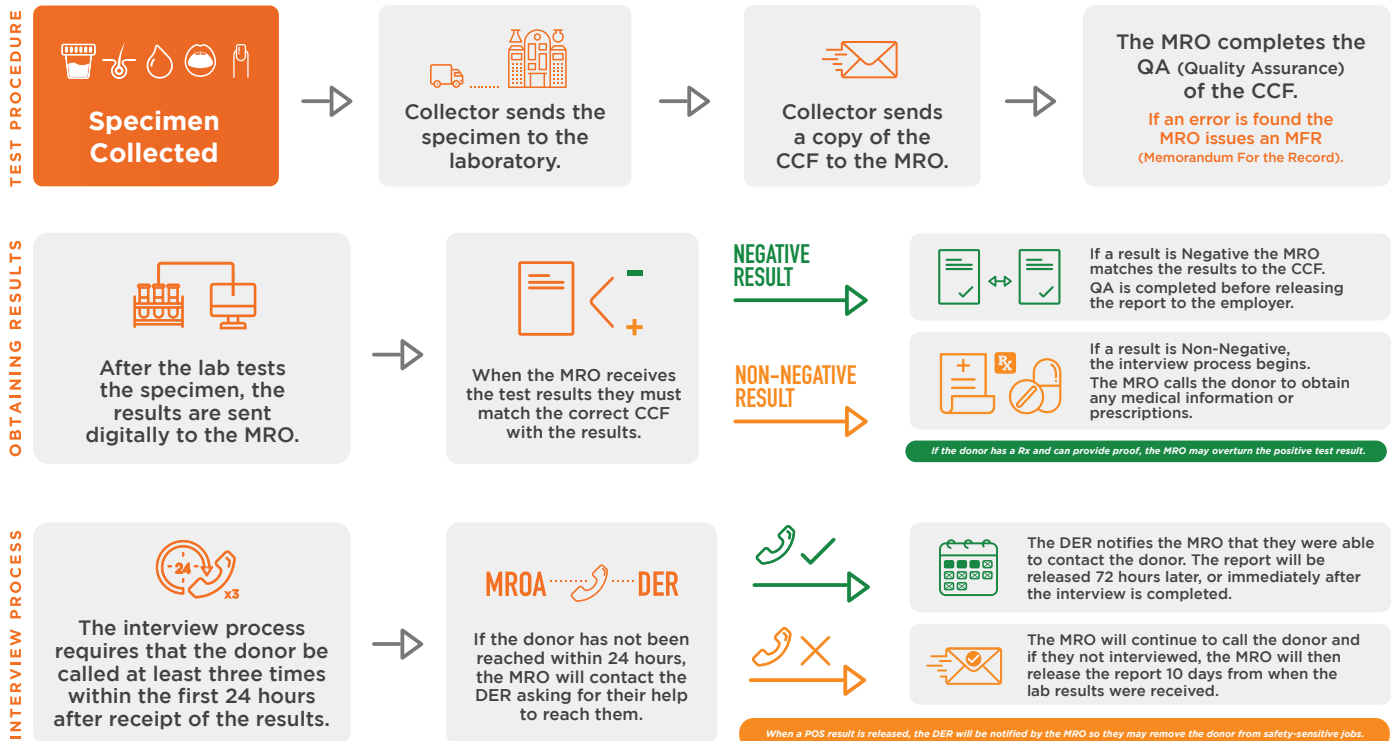 TEST PROCEDURE
Specimen
Collected
Collector sends the
specimen to the
laboratory.
Collector sends
a copy of the
CCF to the MRO.
The MRO completes the
QA (Quality Assurance)
of the CCF.
If an error is found the
MRO issues an MFR
(Memorandum For the Record).
OBTAINING RESULTS
After the lab tests
the specimen, the
results are sent
digitally to the MRO.
When the MRO receives
the test results they must
match the correct CCF
with the results.
NEGATIVE
RESULT
If a result is Negative the MRO
matches the results to the CCF.
QA is completed before releasing
the report to the employer.
NON-NEGATIVE
RESULT
Rx
If a result is Non-Negative,
the interview process begins.
The MRO calls the donor to obtain
any medical information or
prescriptions.
If the donor has a Rx and can provide proof, the MRO may overturn the positive test result.
INTERVIEW PROCESS
24
x3
The interview process
requires that the donor be
called at least three times
within the first 24 hours
after receipt of the results.
MROA DER
If the donor has not been
reached within 24 hours,
the MRO will contact the
DER asking for their help
to reach them.
The DER notifies the MRO that they were able
to contact the donor. The report will be
released 72 hours later, or immediately after
the interview is completed.
The MRO will continue to call the donor and
if they not interviewed, the MRO will then
release the report 10 days from when the
lab results were received.
When a POS result is released, the DER will be notified by the MRO so they may remove the donor from safety-sensitive jobs.